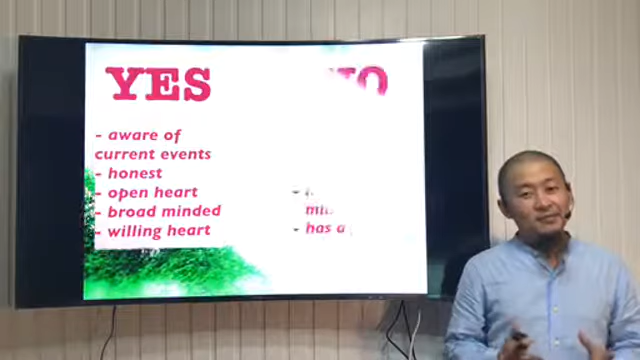 YES
- aware of
current events
- honest
- open heart
- broad minded
- willing heart
- has a